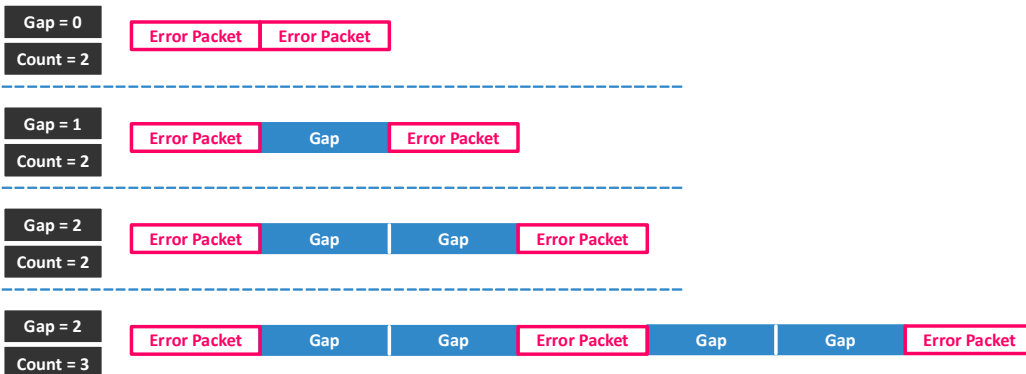 Gap = 0
Error Packet Error Packet
Count = 2
Gap = 1
Error Packet Gap Error Packet
Count = 2
Gap = 2
Error Packet Gap Gap Error Packet
Count = 2
Gap = 2
Error Packet Gap Gap Error Packet Gap Gap Error Packet
Count = 3